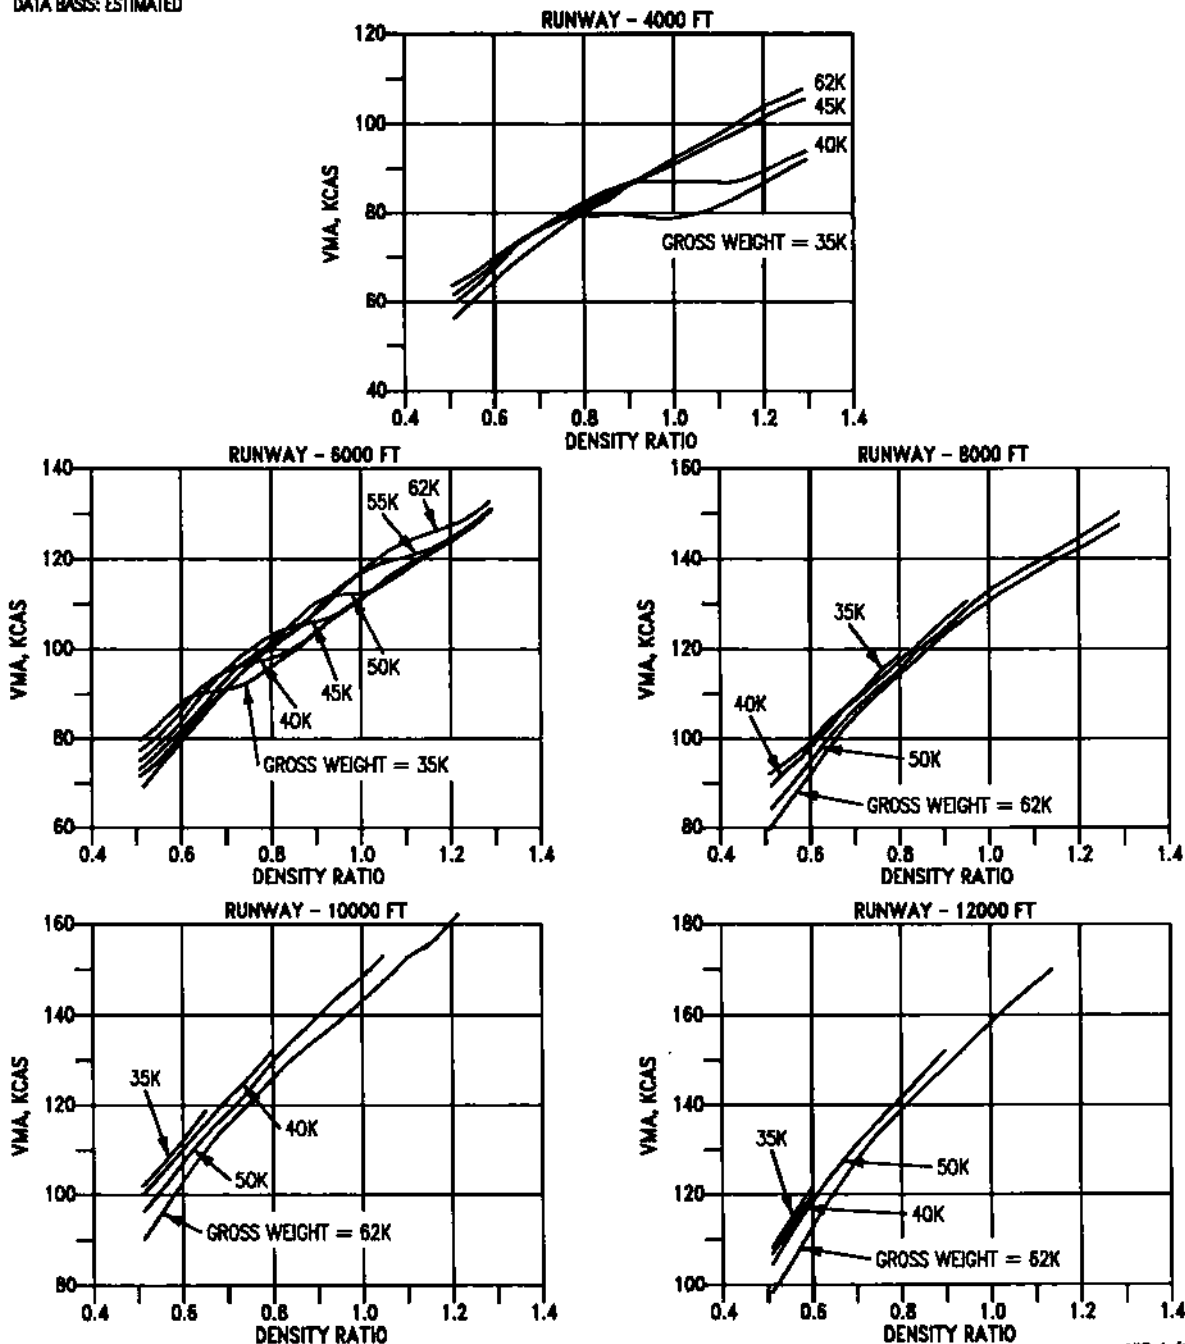 DATA BASIS: ESTIMATED
RUNWAY - 4000 FT
120
100
80
60
40
VMA, KCAS
62K
45K
40K
GROSS WEIGHT = 35K
0.4
0.6
0.8
1.0
1.2
1.4
DENSITY RATIO
RUNWAY - 6000 FT
140
120
100
80
60
VMA, KCAS
62K
55K
50K
45K
40K
GROSS WEIGHT = 35K
0.4
0.6
0.8
1.0
1.2
1.4
DENSITY RATIO
RUNWAY - 8000 FT
160
140
120
100
80
VMA, KCAS
35K
40K
50K
GROSS WEIGHT = 62K
0.4
0.6
0.8
1.0
1.2
1.4
DENSITY RATIO
RUNWAY - 10000 FT
160
140
120
100
80
VMA, KCAS
35K
40K
50K
GROSS WEIGHT = 62K
0.4
0.6
0.8
1.0
1.2
1.4
DENSITY RATIO
RUNWAY - 12000 FT
180
160
140
120
100
VMA, KCAS
35K
50K
40K
GROSS WEIGHT = 62K
0.4
0.6
0.8
1.0
1.2
1.4
DENSITY RATIO